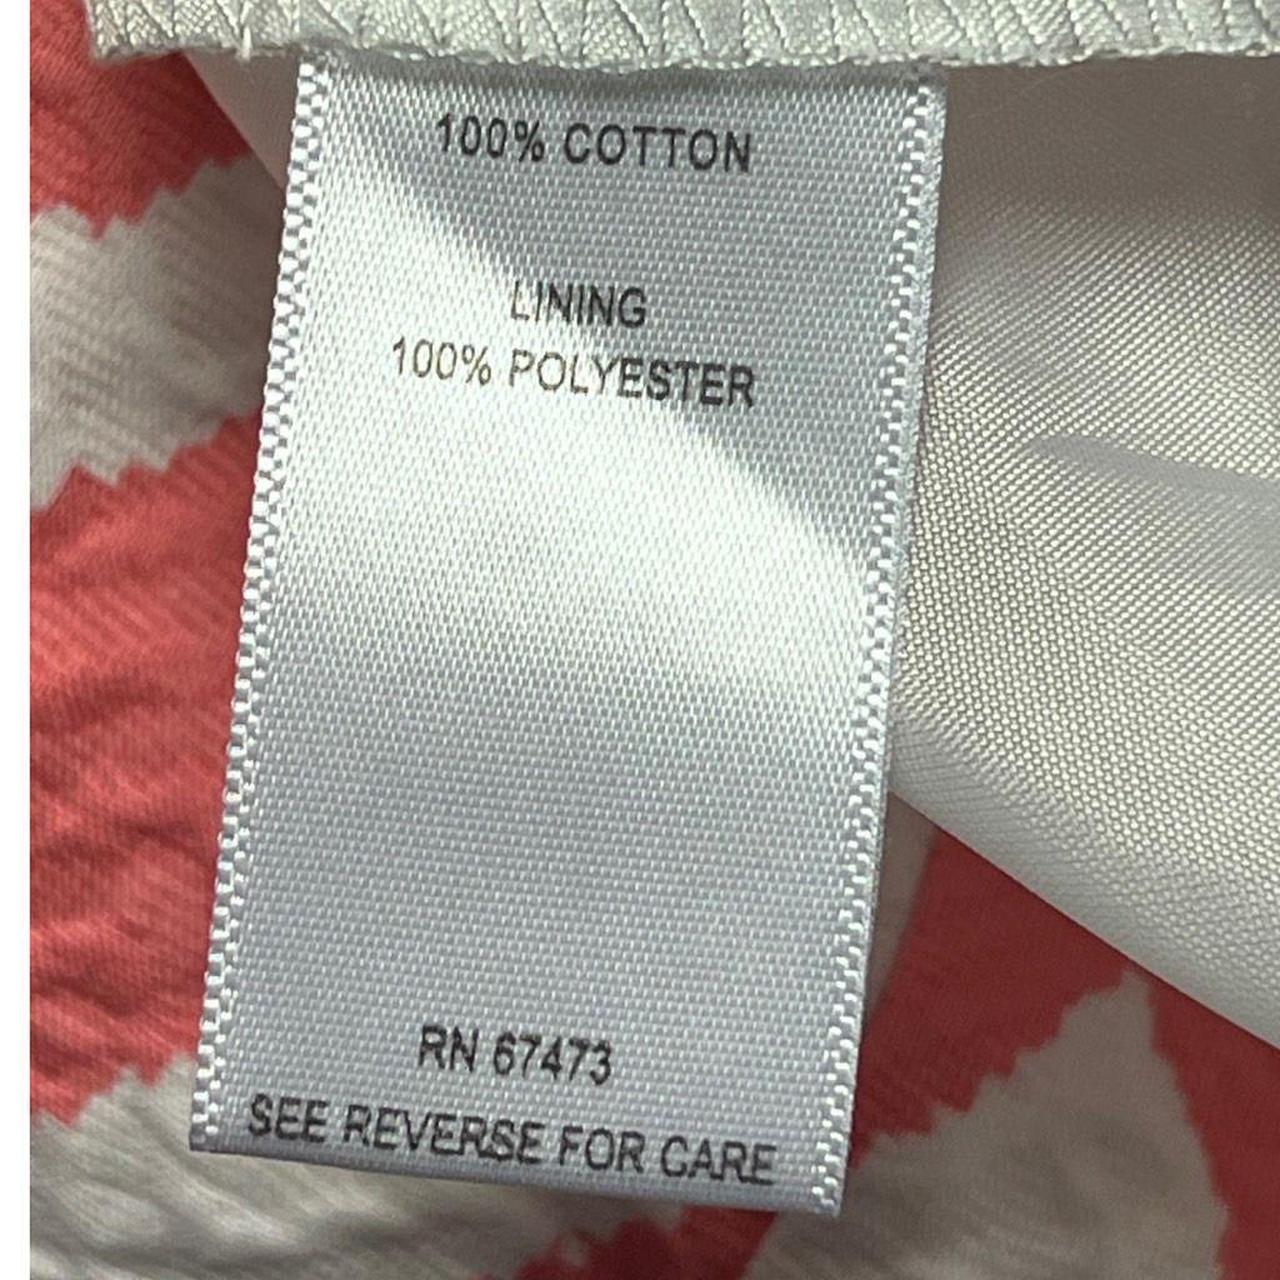 100% COTTON
LINING
100% POLYESTER
RN 67473
SEE REVERSE FOR CARE